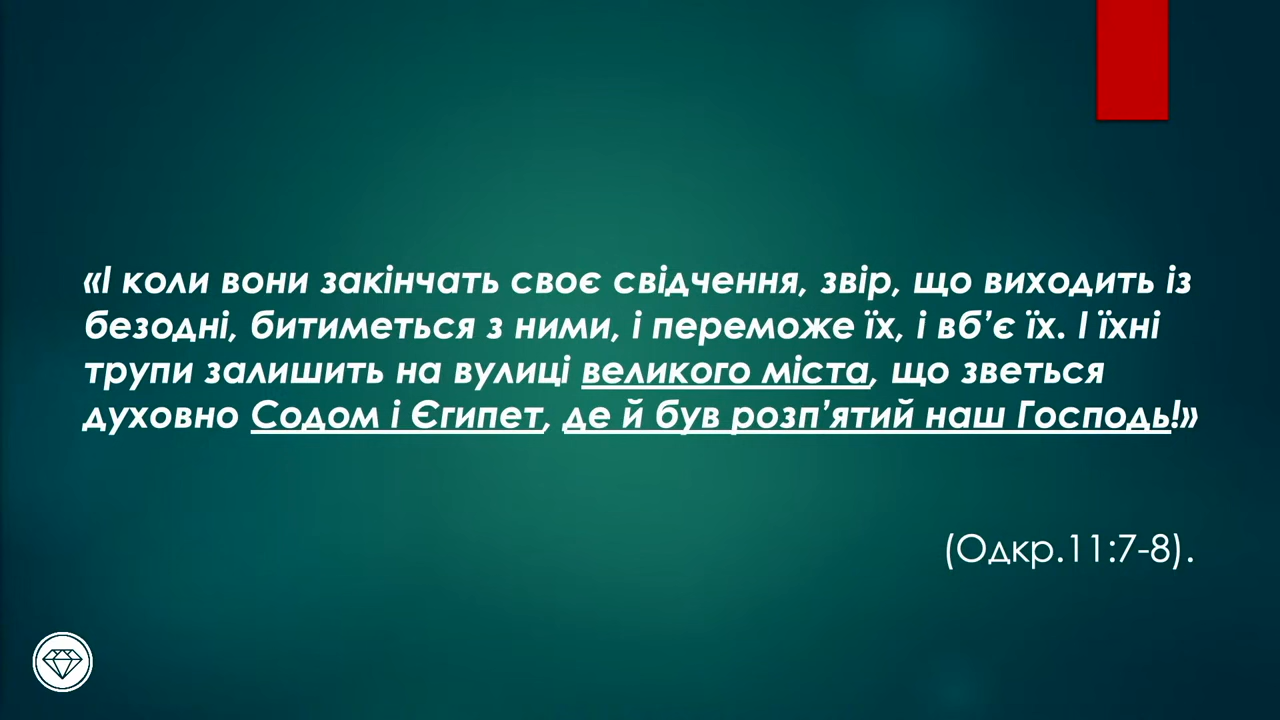 «І коли вони закінчать своє свідчення, звір, що виходить із
безодні, битиметься з ними, і переможе їх, і вб’є їх. І їхні
трупи залишить на вулиці великого міста, що зветься
духовно Содом і Єгипет, де й був розп’ятий наш Господь!»
(Одкр.11:7-8).